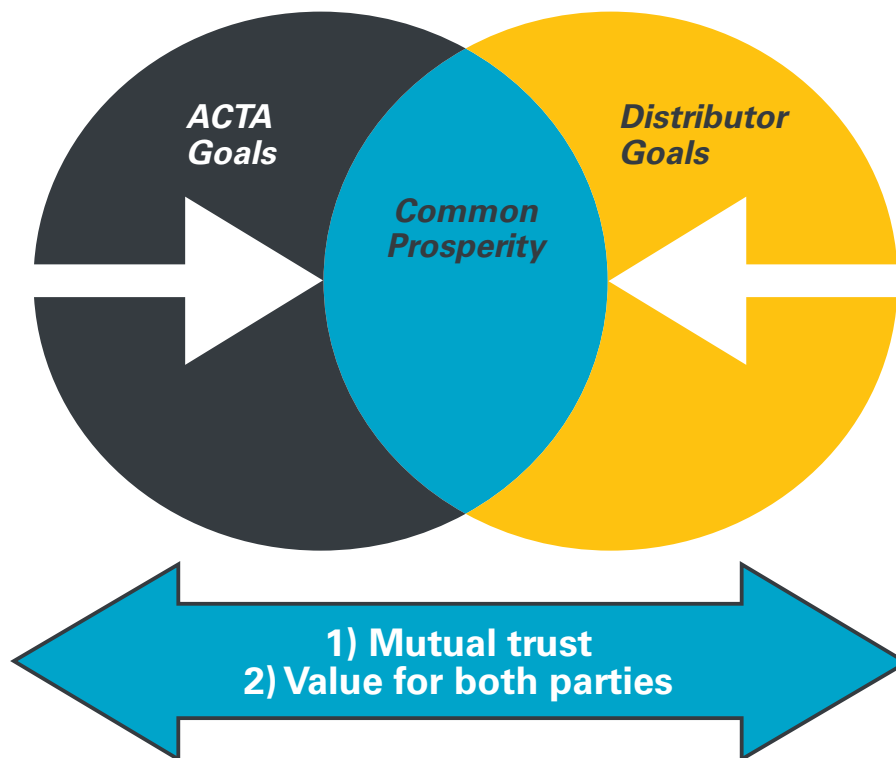 ACTA
Goals
Distributor
Goals
Common
Prosperity
1) Mutual trust
2) Value for both parties